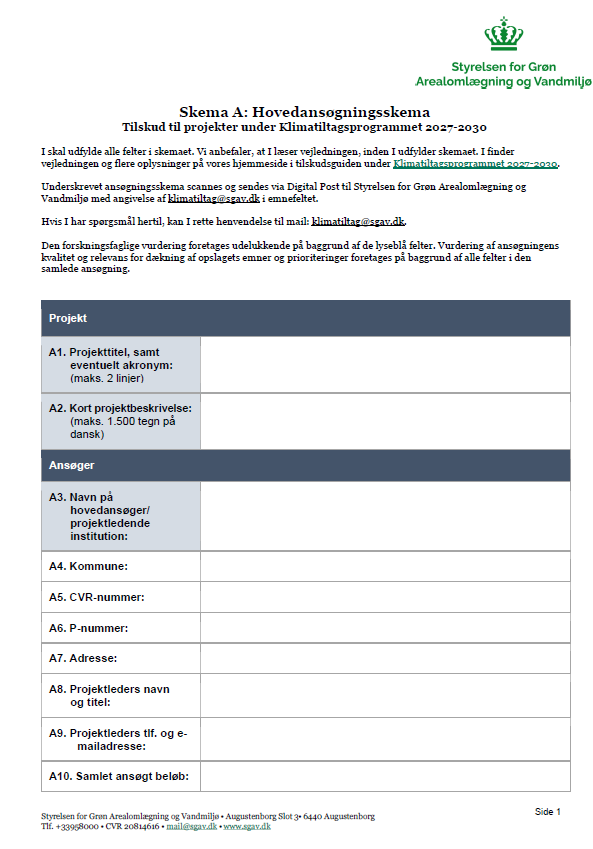 Styrelsen for Grøn
Arealomlægning og Vandmiljø
Skema A: Hovedansøgningsskema
Tilskud til projekter under Klimatiltagsprogrammet 2027-2030
I skal udfylde alle felter i skemaet. Vi anbefaler, at I læser vejledningen, inden I udfylder skemaet. I finder
vejledningen og flere oplysninger på vores hjemmeside i tilskudsguiden under Klimatiltagsprogrammet 2027-2030.
Underskrevet ansøgningsskema scannes og sendes via Digital Post til Styrelsen for Grøn Arealomlægning og
Vandmiljø med angivelse af klimatiltag@sgav.dk i emnefeltet.
Hvis I har spørgsmål hertil, kan I rette henvendelse til mail: klimatiltag@sgav.dk.
Den forskningsfaglige vurdering foretages udelukkende på baggrund af de lyseblå felter. Vurdering af ansøgningens
kvalitet og relevans for dækning af opslagets emner og prioriteringer foretages på baggrund af alle felter i den
samlede ansøgning.
Projekt
A1. Projekttitel, samt
eventuelt akronym:
(maks. 2 linjer)
A2. Kort projektbeskrivelse:
(maks. 1.500 tegn på
dansk)
Ansøger
A3. Navn på
hovedansøger/
projektledende
institution:
A4. Kommune:
A5. CVR-nummer:
A6. P-nummer:
A7. Adresse:
A8. Projektleders navn
og titel:
A9. Projektleders tlf. og e-
mailadresse:
A10. Samlet ansøgt beløb:
Styrelsen for Grøn Arealomlægning og Vandmiljø • Augustenborg Slot 3• 6440 Augustenborg
Tlf. +33958000 • CVR 20814616 • mail@sgav.dk • www.sgav.dk
Side 1